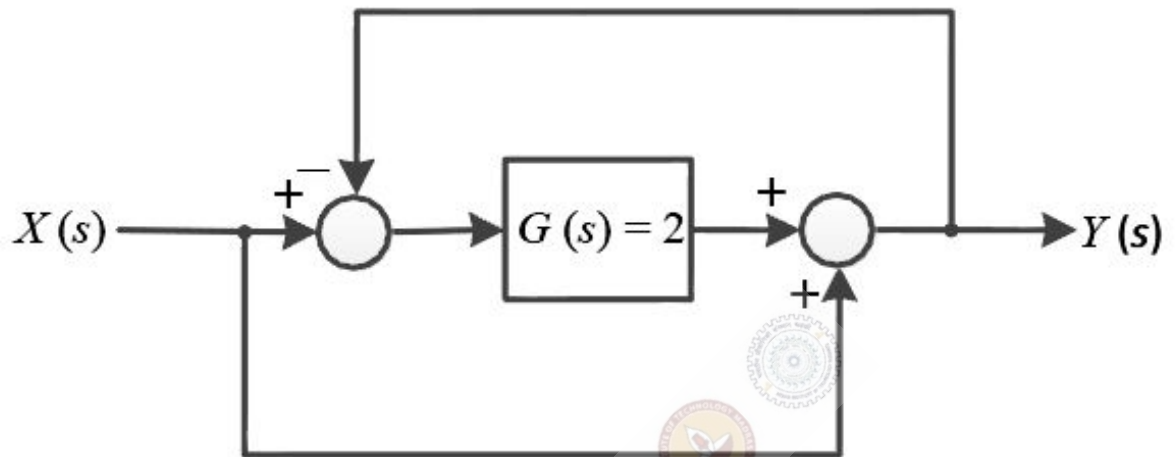 −
+
X(s)
G(s) = 2
+
+
Y(s)